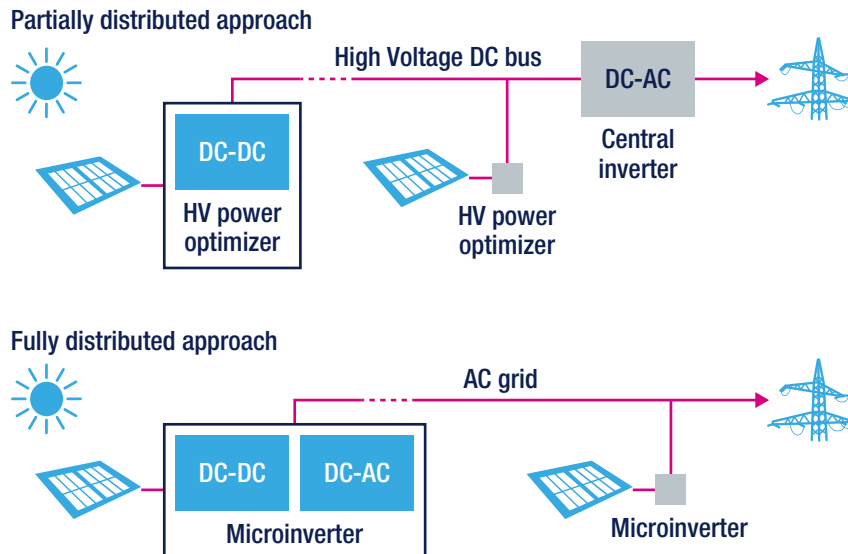 Partially distributed approach
High Voltage DC bus
DC-AC
Central
inverter
DC-DC
HV power
optimizer
HV power
optimizer
Fully distributed approach
AC grid
DC-DC
DC-AC
Microinverter
Microinverter